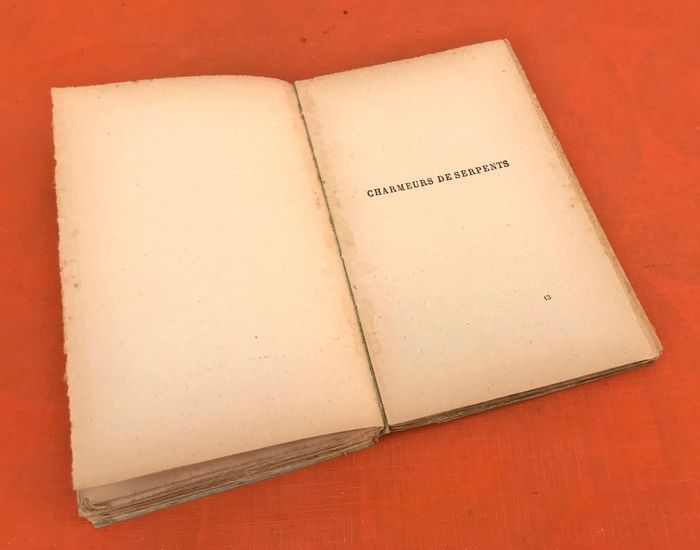 CHARMEURS DE SERPENTS
13